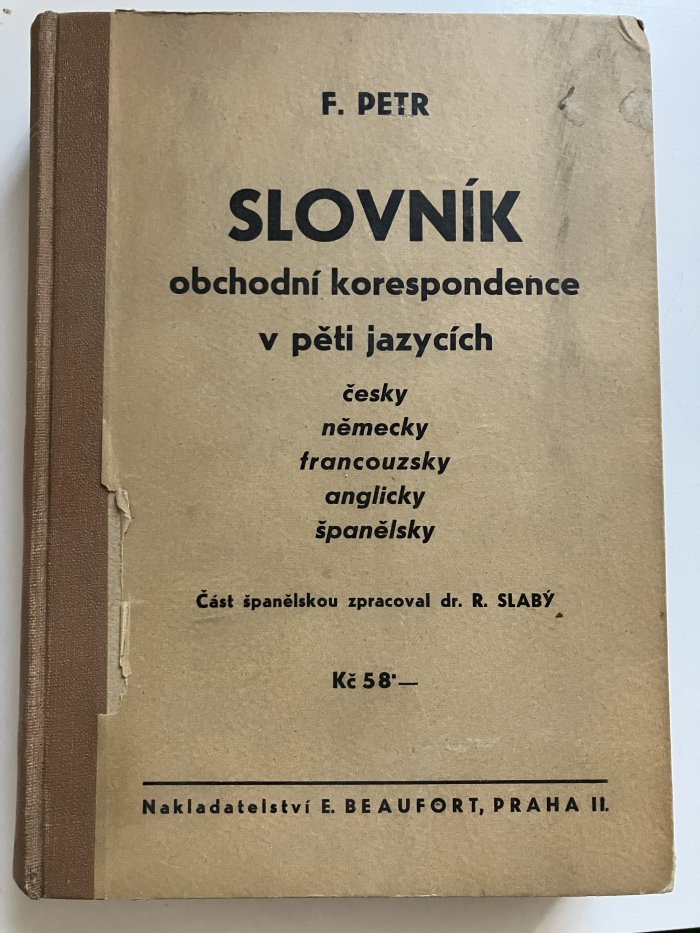 F. PETR
SLOVNÍK
obchodní korespondence
v pěti jazycích
česky
německy
francouzsky
anglicky
španělsky
Část španělskou zpracoval dr. R. SLABÝ
Kč 58·—
Nakladatelství E. BEAUFORT, PRAHA II.